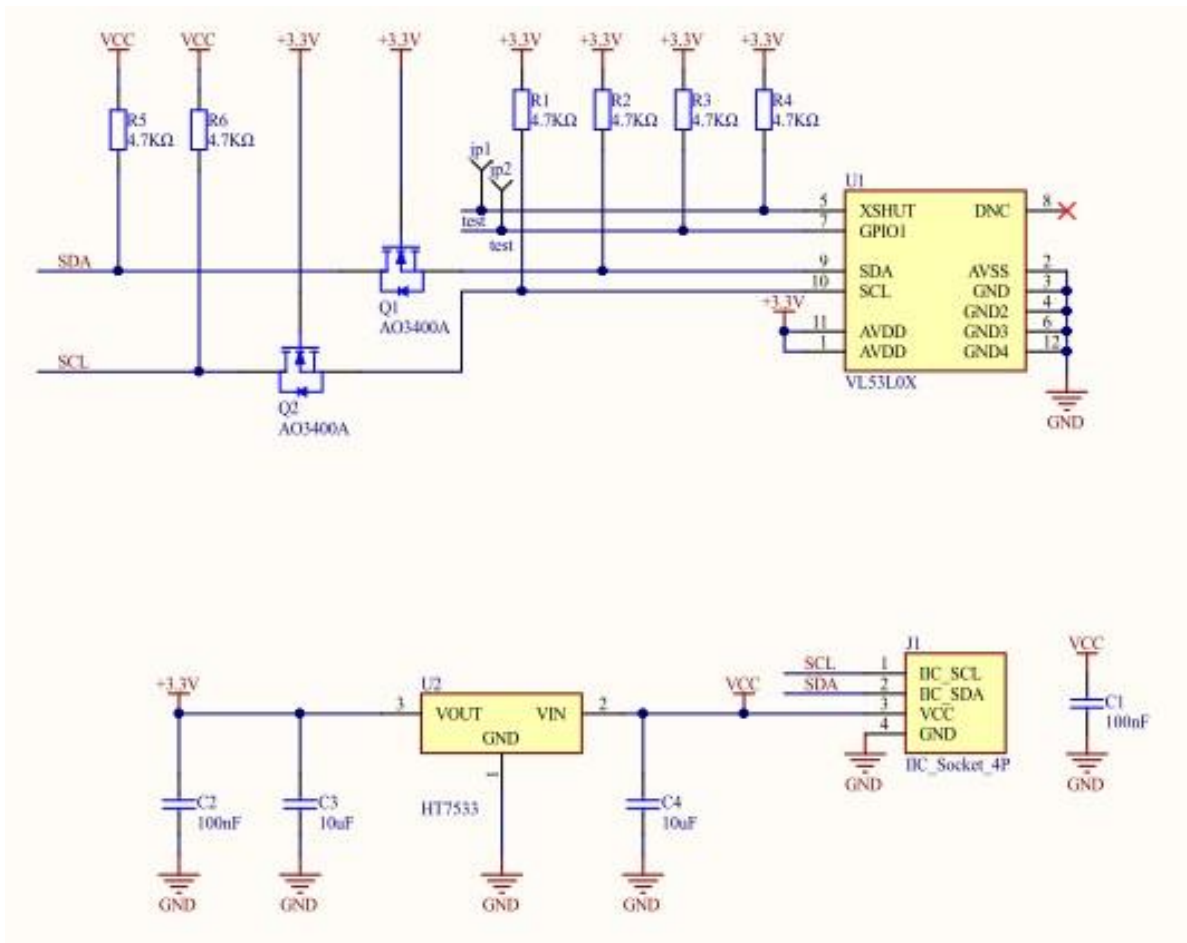 VCC VCC +3.3V +3.3V +3.3V +3.3V +3.3V +3.3V
R5
4.7KΩ
R6
4.7KΩ
R1
4.7KΩ
R2
4.7KΩ
R3
4.7KΩ
R4
4.7KΩ
jp1
jp2
test
test
SDA
Q1
AO3400A
SCL
Q2
AO3400A
U1
5 XSHUT DNC 8
7 GPIO1
9 SDA AVSS 2
10 SCL GND 3
GND2 4
+3.3V
11 AVDD GND3 6
1 AVDD GND4 12
VL53L0X
GND
+3.3V
U2
3 VOUT VIN 2
GND
1
HT7533
VCC
J1
SCL 1 IIC_SCL
SDA 2 IIC_SDA
3 VCC
4 GND
GND
IIC_Socket_4P
VCC
C1
100nF
GND
C2
100nF
C3
10uF
C4
10uF
GND GND GND GND